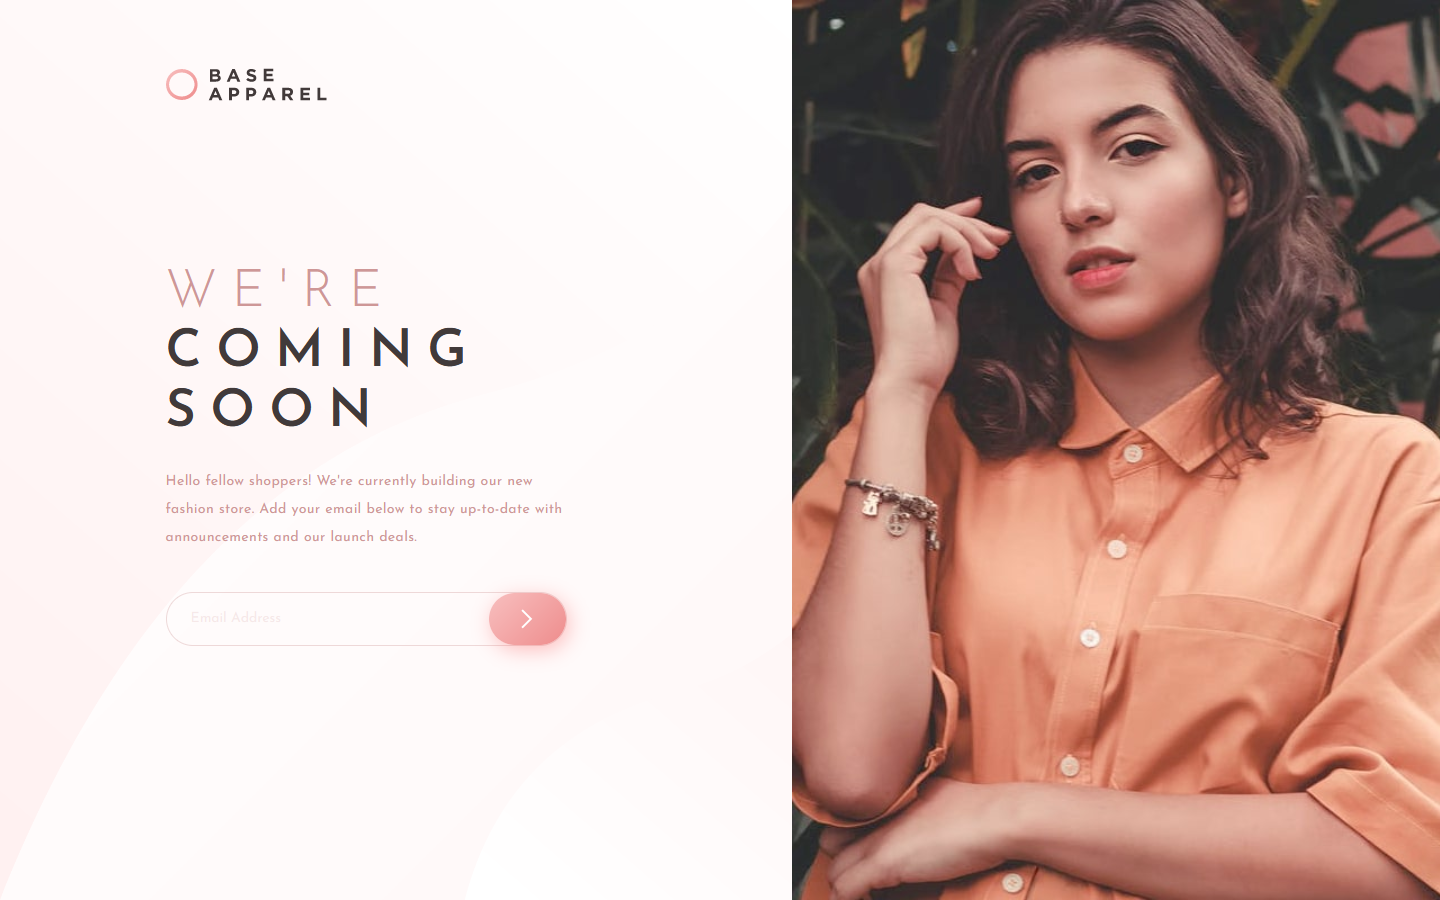 BASE
APPAREL
WE'RE
COMING
SOON
Hello fellow shoppers! We're currently building our new
fashion store. Add your email below to stay up-to-date with
announcements and our launch deals.
Email Address